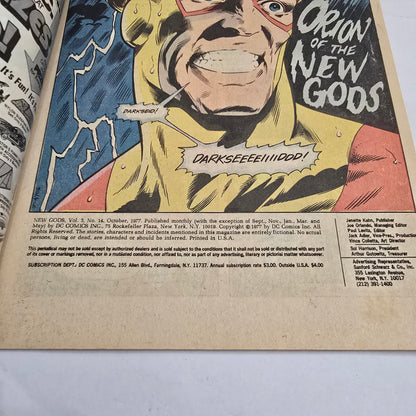 It's Fun!
ORION
OF THE
NEW
GODS
DARKSEID!
DARKSEEEEIIIIDDD!
NEW GODS, Vol. 3, No. 14, October, 1977. Published monthly (with the exception of Sept., Nov., Jan., Mar. and
May) by DC COMICS INC., 75 Rockefeller Plaza, New York, N.Y. 10019. Copyright © 1977 by DC Comics Inc. All
Rights Reserved. The stories, characters and incidents mentioned in this magazine are entirely fictional. No actual
persons, living or dead, are intended or should be inferred. Printed in U.S.A.
This periodical may not be sold except by authorized dealers and is sold subject to the conditions that it shall not be sold or distributed with any part
of its cover or markings removed, nor in a mutilated condition, nor affixed to, nor as part of any advertising, literary or pictorial matter whatsoever.
SUBSCRIPTION DEPT.: DC COMICS INC., 155 Allen Blvd., Farmingdale, N.Y. 11737. Annual subscription rate $3.00. Outside U.S.A. $4.00.
Jenette Kahn, Publisher
Joe Orlando, Managing Editor
Paul Levitz, Editor
Jack Adler, Vice-Pres., Production
Vince Colletta, Art Director
Sol Harrison, President
Arthur Gutowitz, Treasurer
Advertising Representative,
Sanford Schwarz & Co., Inc.
355 Lexington Avenue,
New York, N.Y. 10017
(212) 391-1400